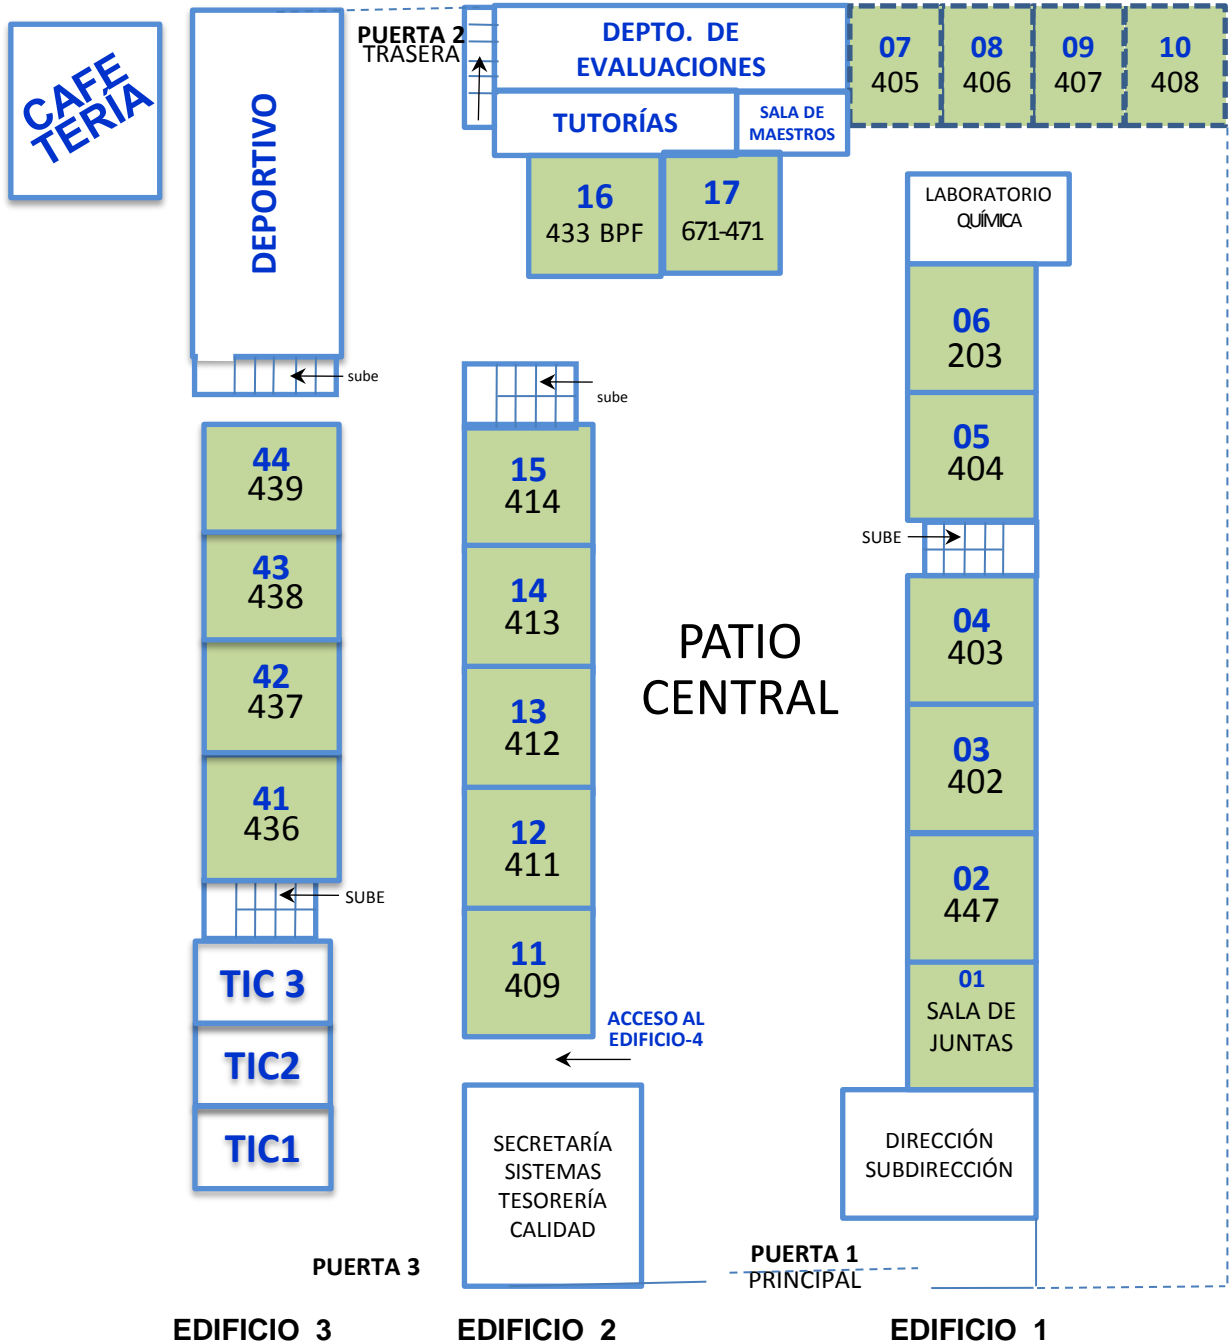 CAFE
TERÍA
DEPORTIVO
PUERTA 2
TRASERA
DEPTO. DE
EVALUACIONES
TUTORÍAS
SALA DE
MAESTROS
07
405
08
406
09
407
10
408
16
433 BPF
17
671-471
LABORATORIO
QUÍMICA
06
203
05
404
SUBE
04
403
03
402
02
447
01
SALA DE
JUNTAS
DIRECCIÓN
SUBDIRECCIÓN
sube
44
439
43
438
42
437
41
436
SUBE
TIC 3
TIC2
TIC1
sube
15
414
14
413
13
412
12
411
11
409
PATIO
CENTRAL
ACCESO AL
EDIFICIO-4
SECRETARÍA
SISTEMAS
TESORERÍA
CALIDAD
PUERTA 3
PUERTA 1
PRINCIPAL
EDIFICIO 3
EDIFICIO 2
EDIFICIO 1